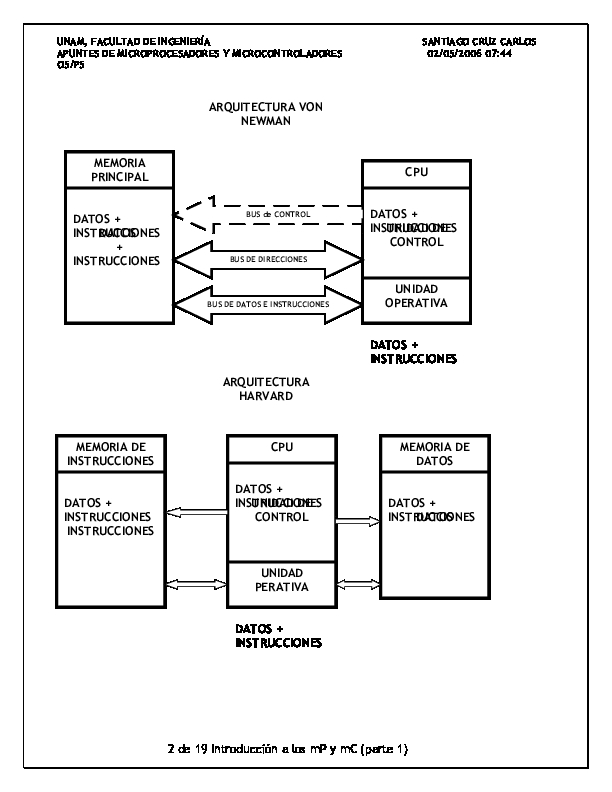 UNAM, FACULTAD DE INGENIERÍA
SANTIAGO CRUZ CARLOS
APUNTES DE MICROPROCESADORES Y MICROCONTROLADORES
02/05/2006 07:44
05/PS
ARQUITECTURA VON
NEWMAN
MEMORIA
PRINCIPAL
DATOS +
INSTRUCCIONES
DATOS
+
INSTRUCCIONES
BUS de CONTROL
BUS DE DIRECCIONES
BUS DE DATOS E INSTRUCCIONES
CPU
DATOS +
INSTRUCCIONES
UNIDAD DE
CONTROL
UNIDAD
OPERATIVA
DATOS +
INSTRUCCIONES
ARQUITECTURA
HARVARD
MEMORIA DE
INSTRUCCIONES
DATOS +
INSTRUCCIONES
INSTRUCCIONES
CPU
DATOS +
INSTRUCCIONES
UNIDAD DE
CONTROL
UNIDAD
PERATIVA
DATOS +
INSTRUCCIONES
MEMORIA DE
DATOS
DATOS +
INSTRUCCIONES
DATOS
2 de 19 Introducción a los mP y mC (parte 1)